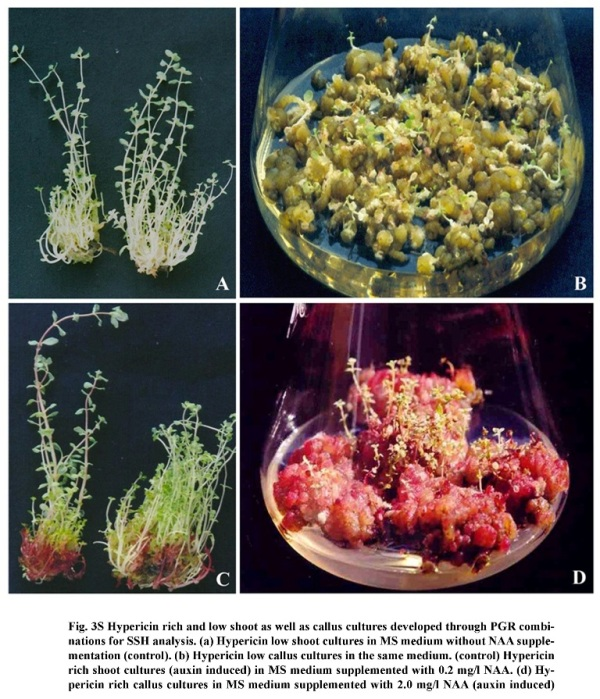 A
B
C
D
Fig. 3S Hypericin rich and low shoot as well as callus cultures developed through PGR combi-
nations for SSH analysis. (a) Hypericin low shoot cultures in MS medium without NAA supple-
mentation (control). (b) Hypericin low callus cultures in the same medium. (control) Hypericin
rich shoot cultures (auxin induced) in MS medium supplemented with 0.2 mg/l NAA. (d) Hy-
pericin rich callus cultures in MS medium supplemented with 2.0 mg/l NAA (auxin induced)